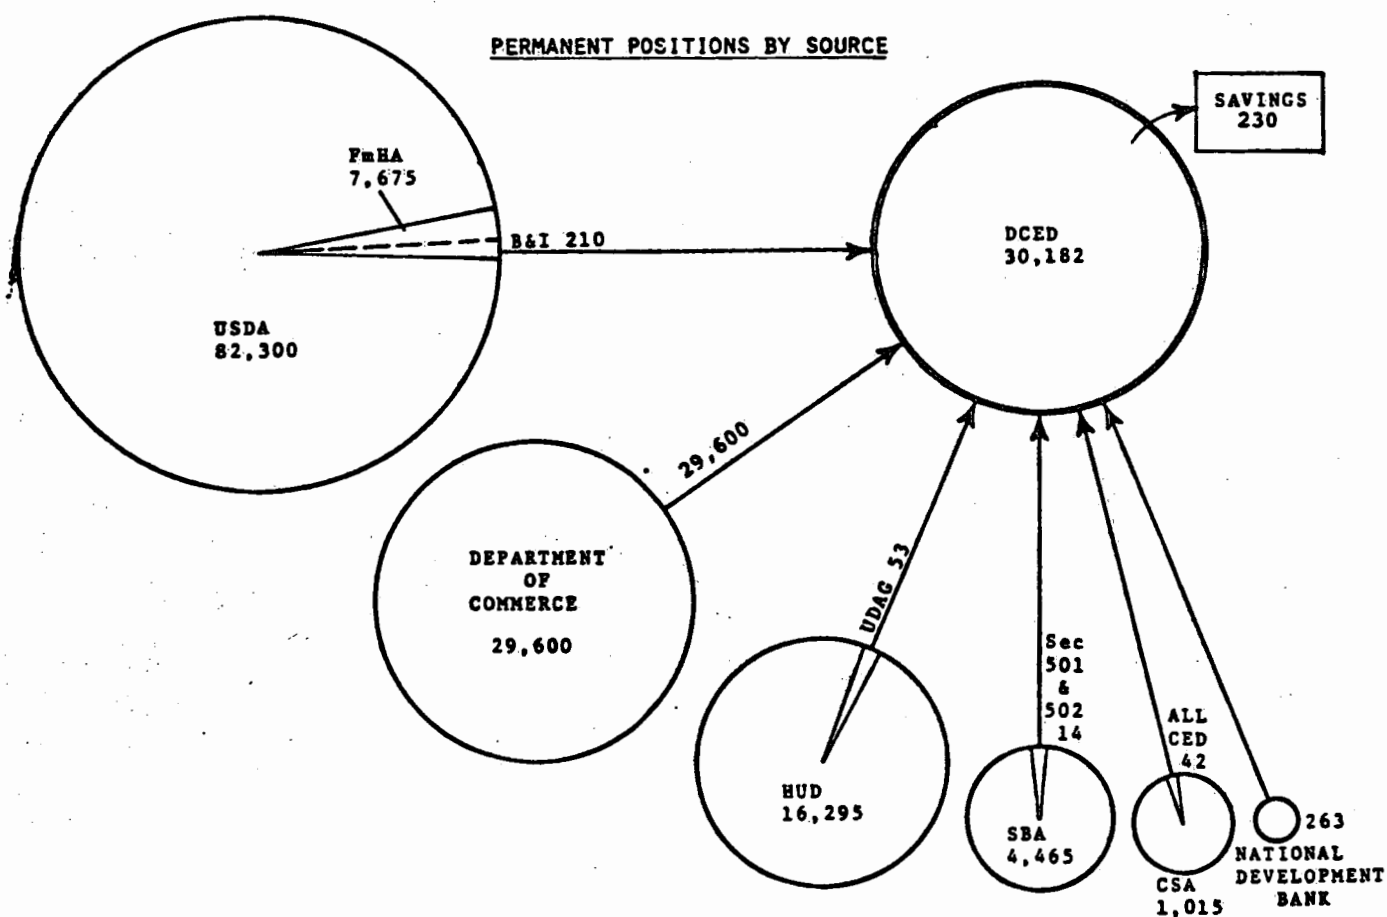 PERMANENT POSITIONS BY SOURCE
SAVINGS
230
FmHA
7,675
B&I 210
DCED
30,182
USDA
82,300
29,600
DEPARTMENT
OF
COMMERCE
29,600
UDAG 53
Sec
501
&
502
14
ALL
CED
42
HUD
16,295
SBA
4,465
CSA
1,015
263
NATIONAL
DEVELOPMENT
BANK